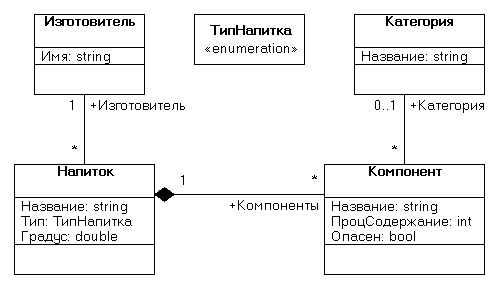 Изготовитель
Имя: string
ТипНапитка
«enumeration»
Категория
Название: string
1
+Изготовитель
*
0..1
+Категория
*
Напиток
Название: string
Тип: ТипНапитка
Градус: double
1
*
+Компоненты
Компонент
Название: string
ПроцСодержание: int
Опасен: bool